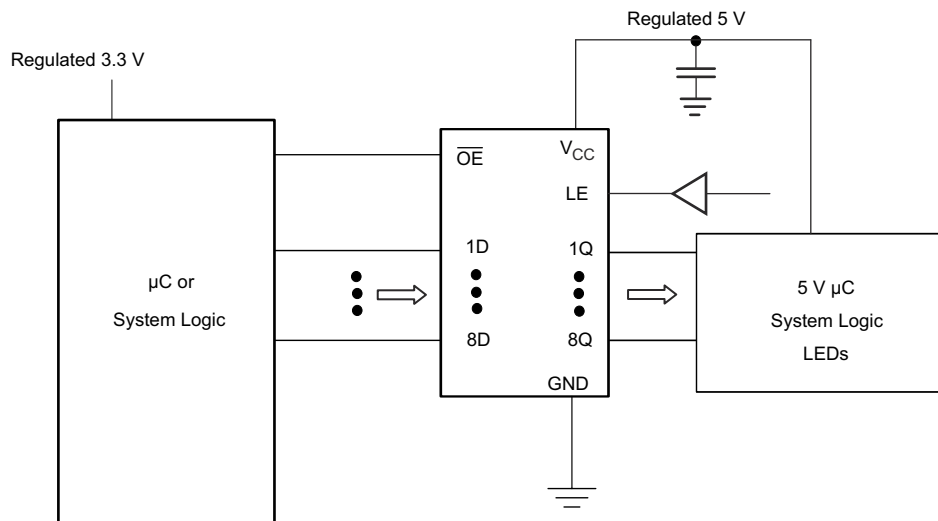 Regulated 5 V
Regulated 3.3 V
OE
VCC
LE
1D
1Q
µC or
System Logic
5 V µC
System Logic
LEDs
8D
8Q
GND